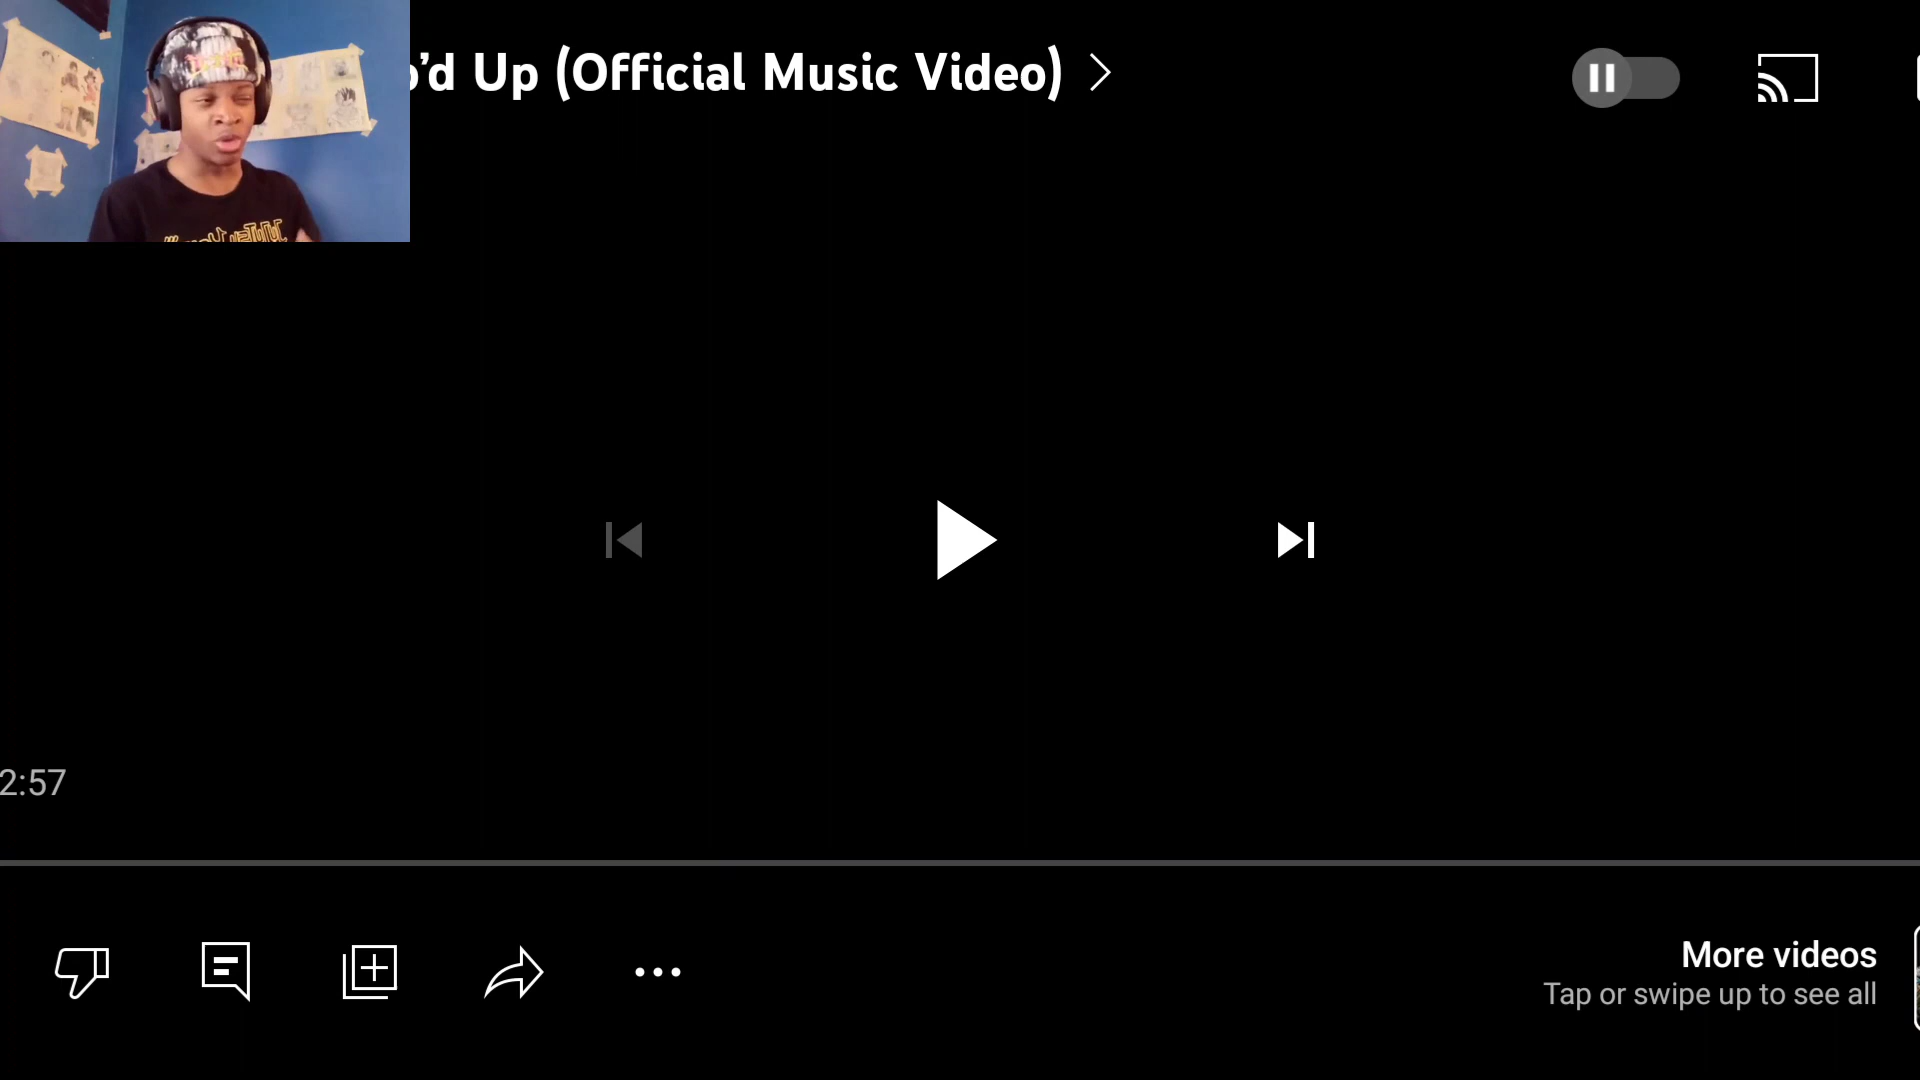 ’d Up (Official Music Video)
2:57
More videos
Tap or swipe up to see all